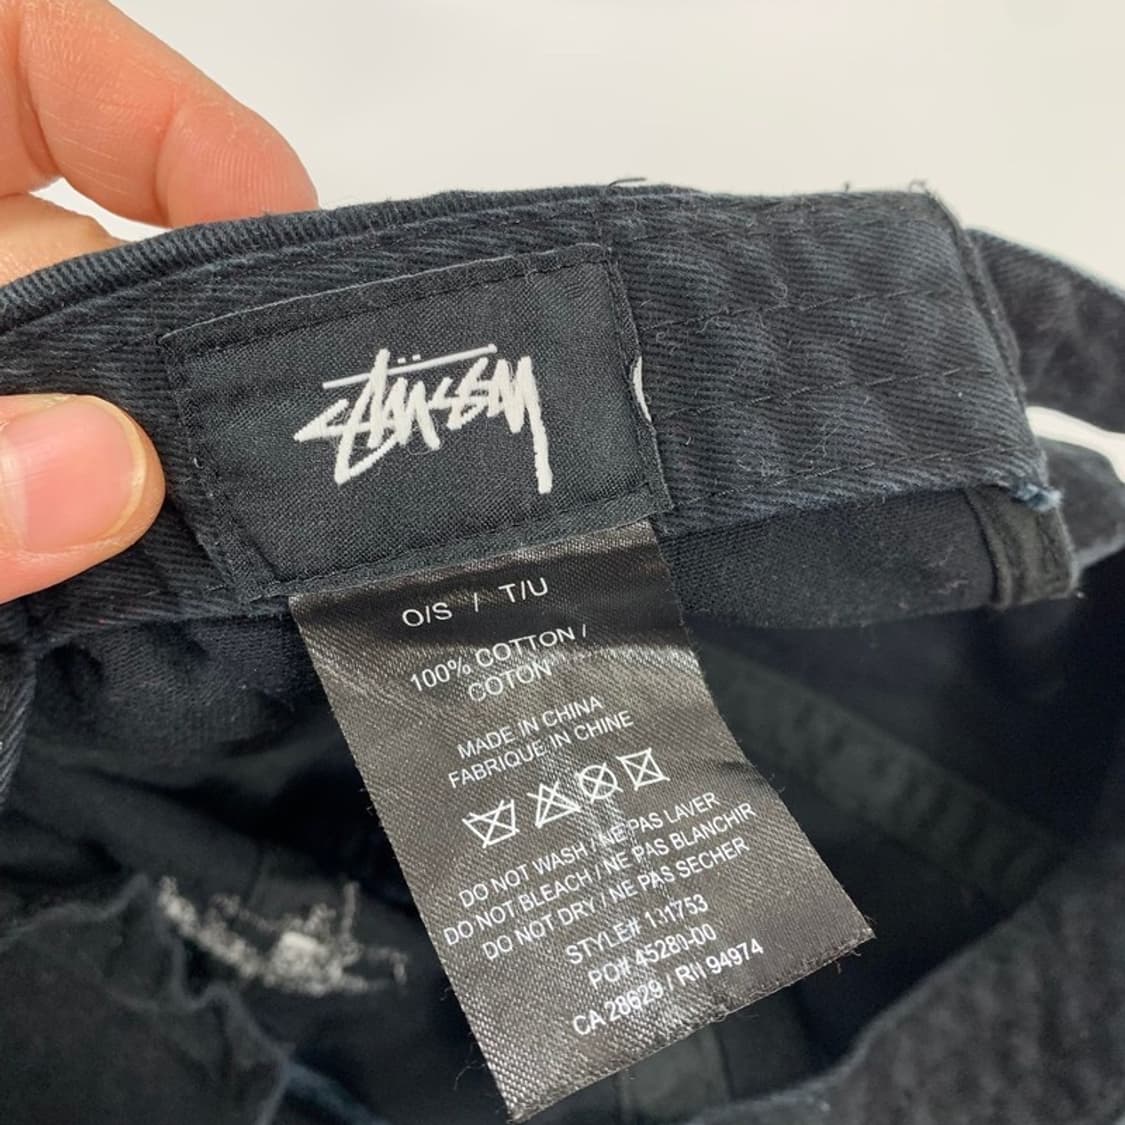 Stüssy
O/S / T/U
100% COTTON /
COTON
MADE IN CHINA
FABRIQUE IN CHINE
DO NOT WASH / NE PAS LAVER
DO NOT BLEACH / NE PAS BLANCHIR
DO NOT DRY / NE PAS SECHER
STYLE# 131753
PO# 45280-00
CA 28629 / RN 94974